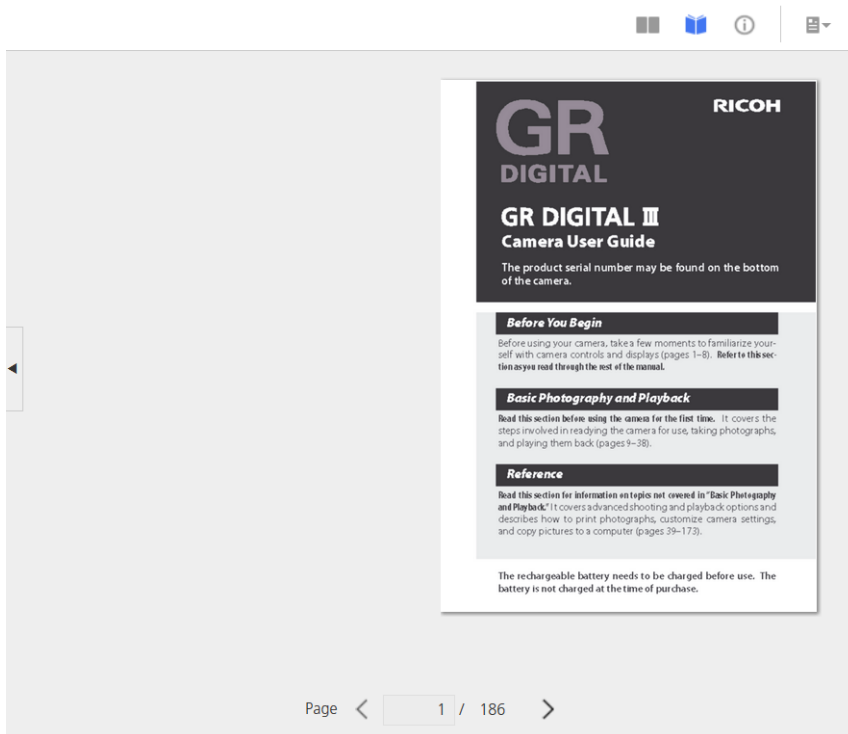 RICOH
GR
DIGITAL
GR DIGITAL III
Camera User Guide
The product serial number may be found on the bottom
of the camera.
Before You Begin
Before using your camera, take a few moments to familiarize your-
self with camera controls and displays (pages 1–8). Refer to this sec-
tion as you read through the rest of the manual.
Basic Photography and Playback
Read this section before using the camera for the first time. It covers the
steps involved in readying the camera for use, taking photographs,
and playing them back (pages 9–38).
Reference
Read this section for information on topics not covered in “Basic Photography
and Playback.” It covers advanced shooting and playback options and
describes how to print photographs, customize camera settings,
and copy pictures to a computer (pages 39–173).
The rechargeable battery needs to be charged before use. The
battery is not charged at the time of purchase.
Page 1 / 186